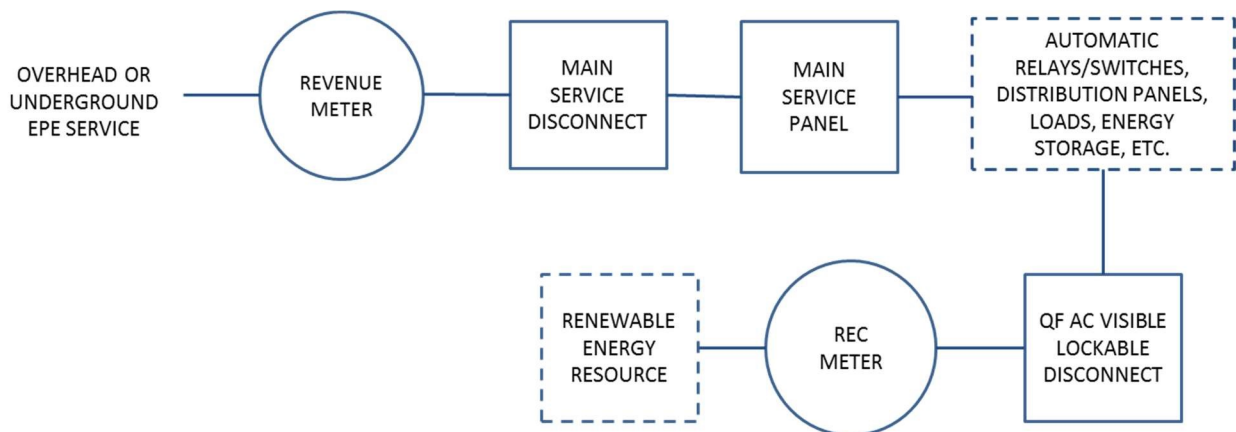 OVERHEAD OR
UNDERGROUND
EPE SERVICE
REVENUE
METER
MAIN
SERVICE
DISCONNECT
MAIN
SERVICE
PANEL
AUTOMATIC
RELAYS/SWITCHES,
DISTRIBUTION PANELS,
LOADS, ENERGY
STORAGE, ETC.
RENEWABLE
ENERGY
RESOURCE
REC
METER
QF AC VISIBLE
LOCKABLE
DISCONNECT